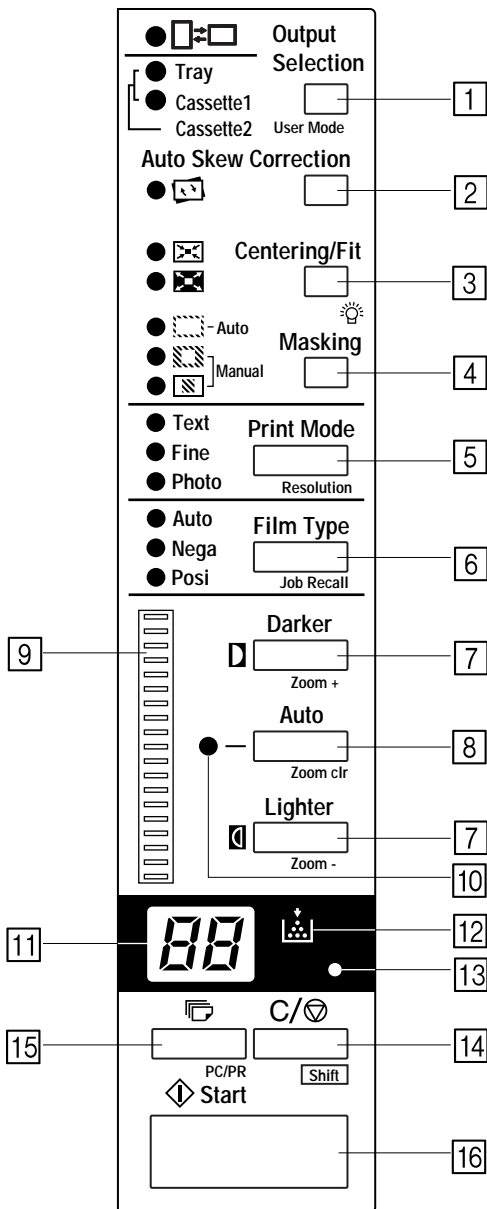 Output
Selection
Tray
Cassette1
Cassette2 User Mode
1
Auto Skew Correction
2
Centering/Fit
3
Auto
Masking
Manual
4
Text
Print Mode
Fine
5
Photo
Resolution
Auto
Film Type
Nega
6
Posi
Job Recall
Darker
9
7
Zoom +
Auto
8
Zoom clr
Lighter
7
Zoom -
10
11
88
12
13
C/
15
14
PC/PR
Shift
Start
16